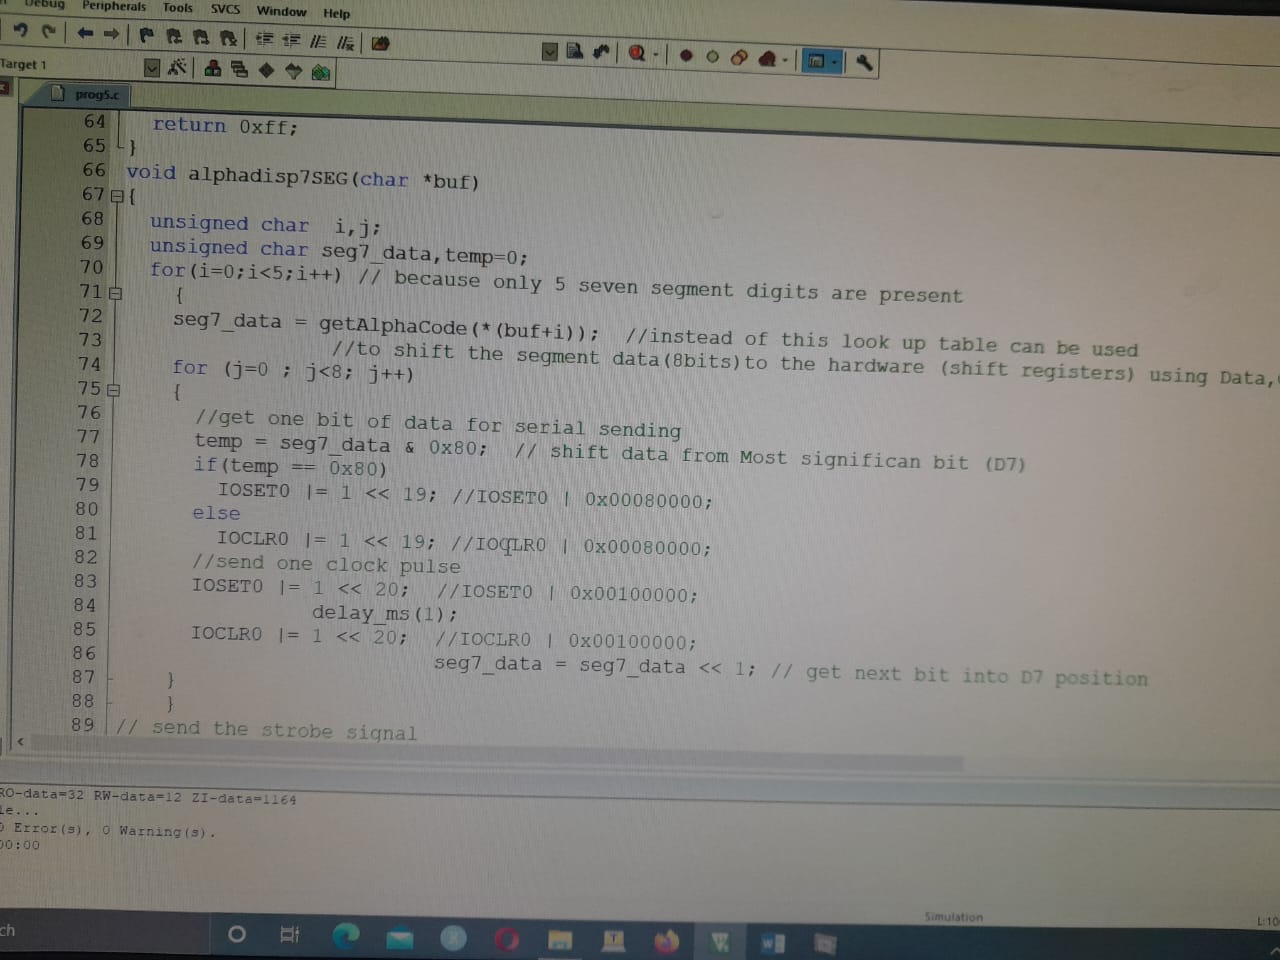 Debug Peripherals Tools SVCS Window Help
Target 1
prog5.c
64 return 0xff;
65 }
66 void alphadisp7SEG(char *buf)
67 {
68 unsigned char i,j;
69 unsigned char seg7_data,temp=0;
70 for(i=0;i<5;i++) // because only 5 seven segment digits are present
71 {
72 seg7_data = getAlphaCode(*(buf+i)); //instead of this look up table can be used
73 //to shift the segment data(8bits)to the hardware (shift registers) using Data,
74 for (j=0 ; j<8; j++)
75 {
76 //get one bit of data for serial sending
77 temp = seg7_data & 0x80; // shift data from Most significan bit (D7)
78 if(temp == 0x80)
79 IOSET0 |= 1 << 19; //IOSET0 | 0x00080000;
80 else
81 IOCLR0 |= 1 << 19; //IOCLR0 | 0x00080000;
82 //send one clock pulse
83 IOSET0 |= 1 << 20; //IOSET0 | 0x00100000;
84 delay_ms(1);
85 IOCLR0 |= 1 << 20; //IOCLR0 | 0x00100000;
86 seg7_data = seg7_data << 1; // get next bit into D7 position
87 }
88 }
89 // send the strobe signal
RO-data=32 RW-data=12 ZI-data=1164
le...
0 Error(s), 0 Warning(s).
00:00
Simulation
L:10
ch